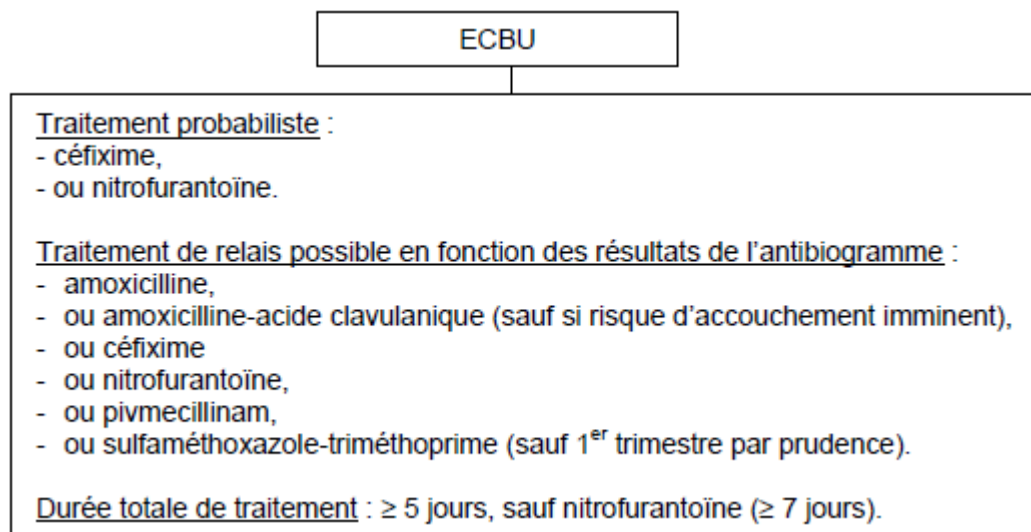 ECBU
Traitement probabiliste :
- céfixime,
- ou nitrofurantoïne.
Traitement de relais possible en fonction des résultats de l'antibiogramme :
- amoxicilline,
- ou amoxicilline-acide clavulanique (sauf si risque d'accouchement imminent),
- ou céfixime
- ou nitrofurantoïne,
- ou pivmecillinam,
- ou sulfaméthoxazole-triméthoprime (sauf 1er trimestre par prudence).
Durée totale de traitement : ≥ 5 jours, sauf nitrofurantoïne (≥ 7 jours).